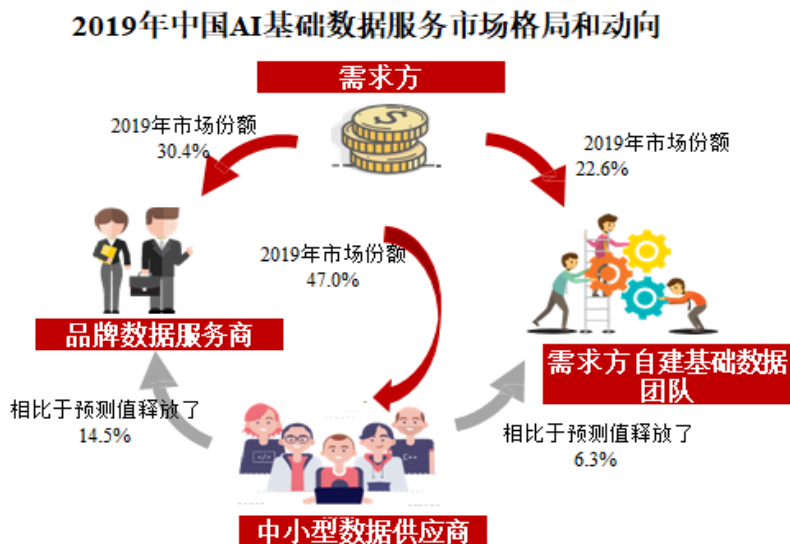 2019年中国AI基础数据服务市场格局和动向
需求方
2019年市场份额
30.4%
2019年市场份额
22.6%
2019年市场份额
47.0%
品牌数据服务商
需求方自建基础数据
团队
相比于预测值释放了
14.5%
相比于预测值释放了
6.3%
</>
C++
中小型数据供应商